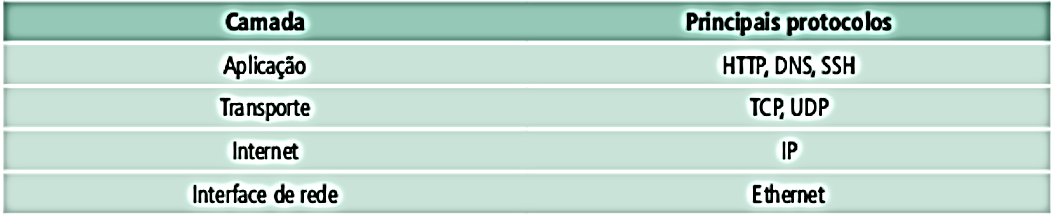 Camada Principais protocolos
Aplicação HTTP, DNS, SSH
Transporte TCP, UDP
Internet IP
Interface de rede Ethernet